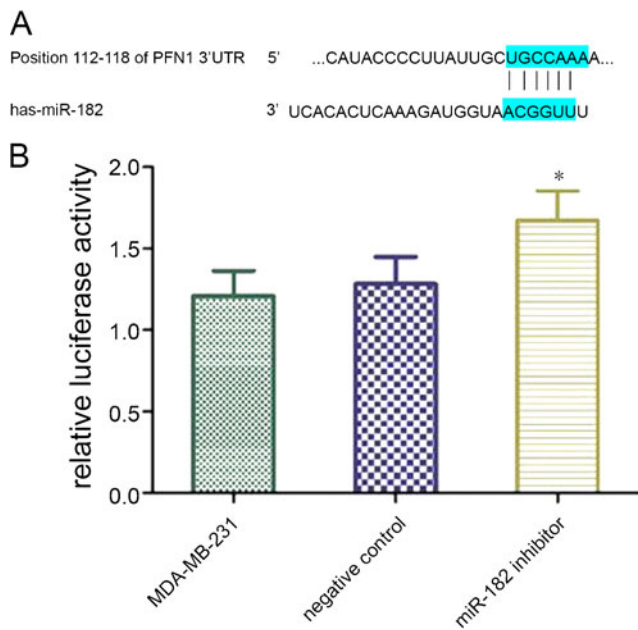 A
Position 112-118 of PFN1 3'UTR 5' ...CAUACCCCUUAUUGCUGCCAAAA...
has-miR-182 3' UCACACUCAAAGAUGGUAACGGUUU
B
relative luciferase activity
2.0
*
1.5
1.0
0.5
0.0
MDA-MB-231
negative control
miR-182 inhibitor